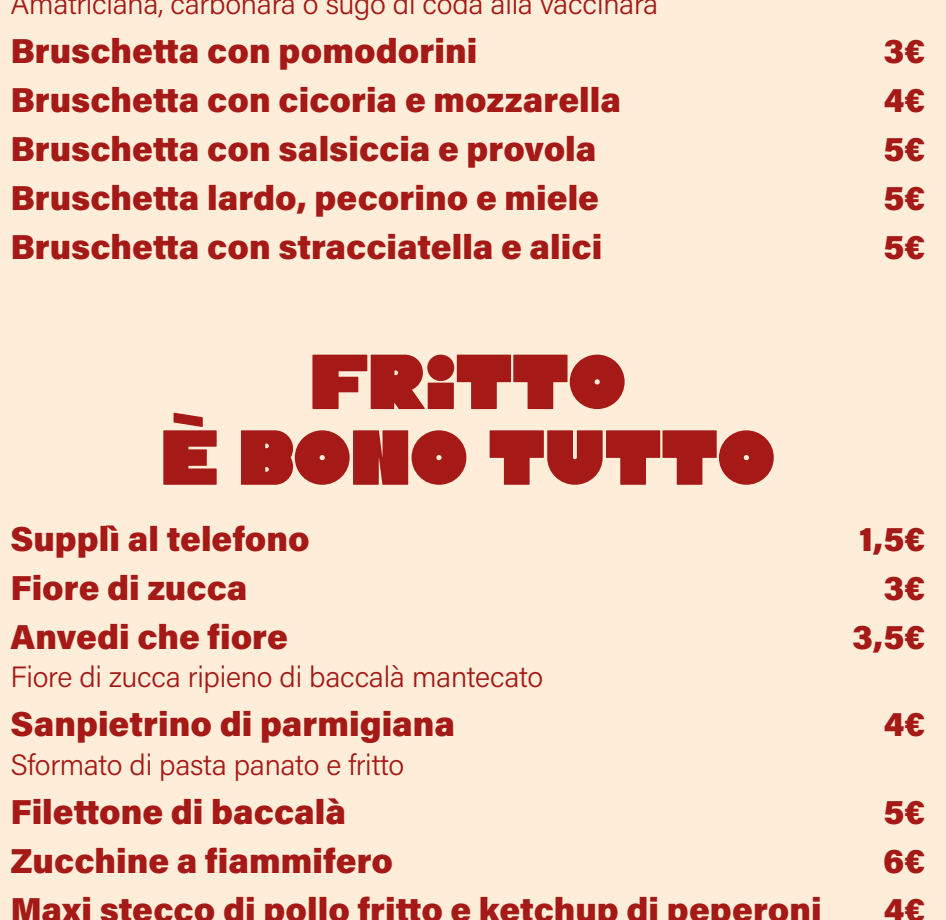 Amatriciana, carbonara o sugo di coda alla vaccinara
Bruschetta con pomodorini 3€
Bruschetta con cicoria e mozzarella 4€
Bruschetta con salsiccia e provola 5€
Bruschetta lardo, pecorino e miele 5€
Bruschetta con stracciatella e alici 5€
FRiTTO
È BONO TUTTO
Supplì al telefono 1,5€
Fiore di zucca 3€
Anvedi che fiore 3,5€
Fiore di zucca ripieno di baccalà mantecato
Sanpietrino di parmigiana 4€
Sformato di pasta panato e fritto
Filettone di baccalà 5€
Zucchine a fiammifero 6€
Maxi stecco di pollo fritto e ketchup di peperoni 4€